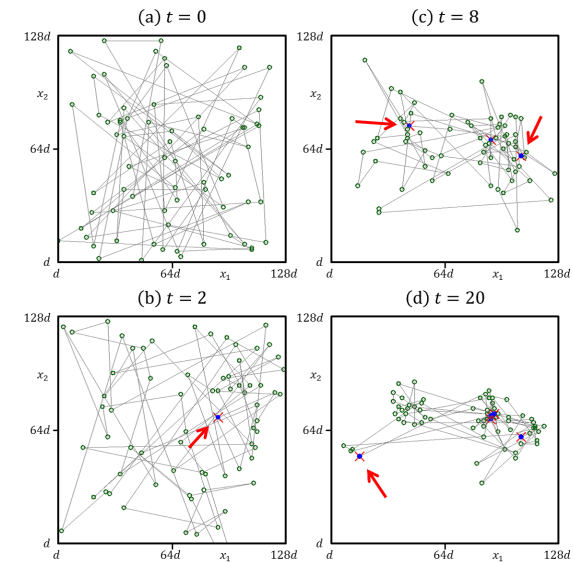 (a) t = 0
128d
x₂
64d
d
d
64d
x₁
128d
(c) t = 8
128d
x₂
64d
d
d
64d
x₁
128d
(b) t = 2
128d
x₂
64d
d
d
64d
x₁
128d
(d) t = 20
128d
x₂
64d
d
d
64d
x₁
128d